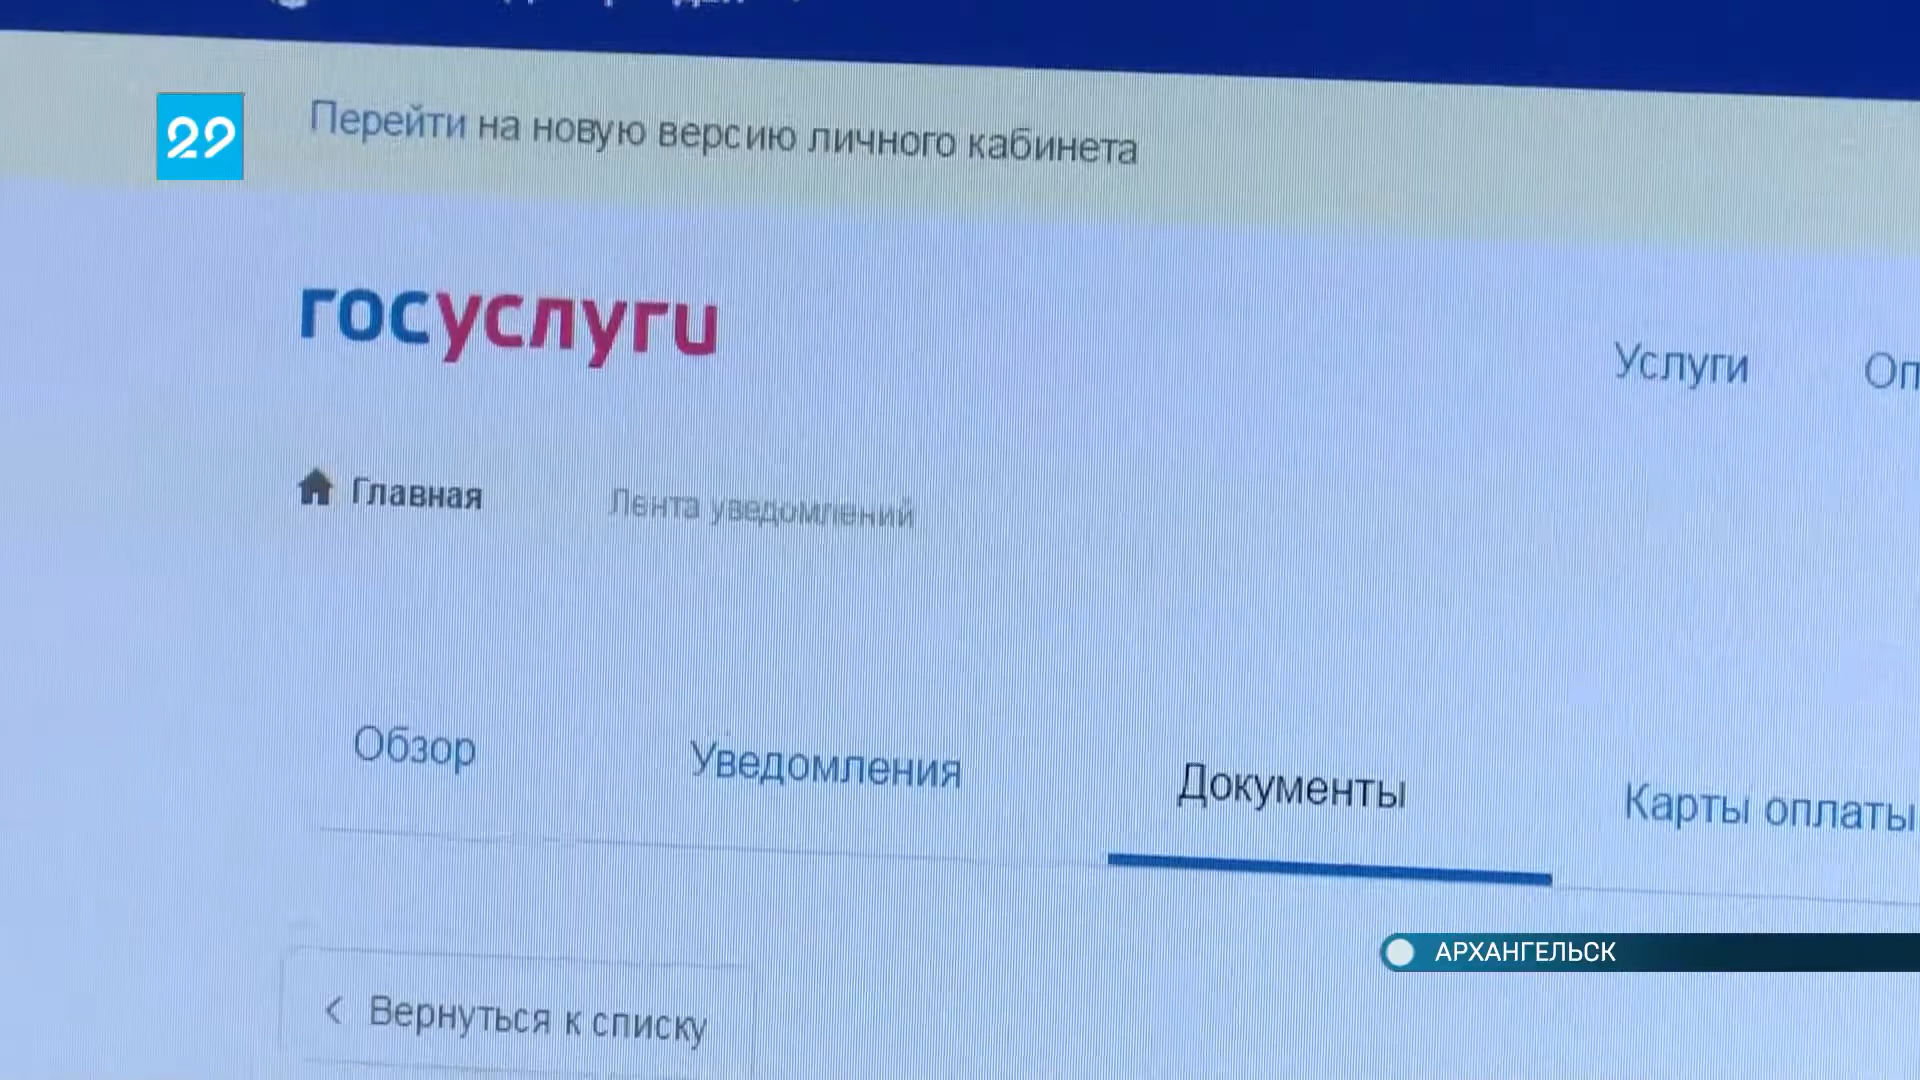 29
Перейти на новую версию личного кабинета
госуслуги
Услуги
Главная
Лента уведомлений
Обзор
Уведомления
Документы
Карты оплаты
АРХАНГЕЛЬСК
Вернуться к списку